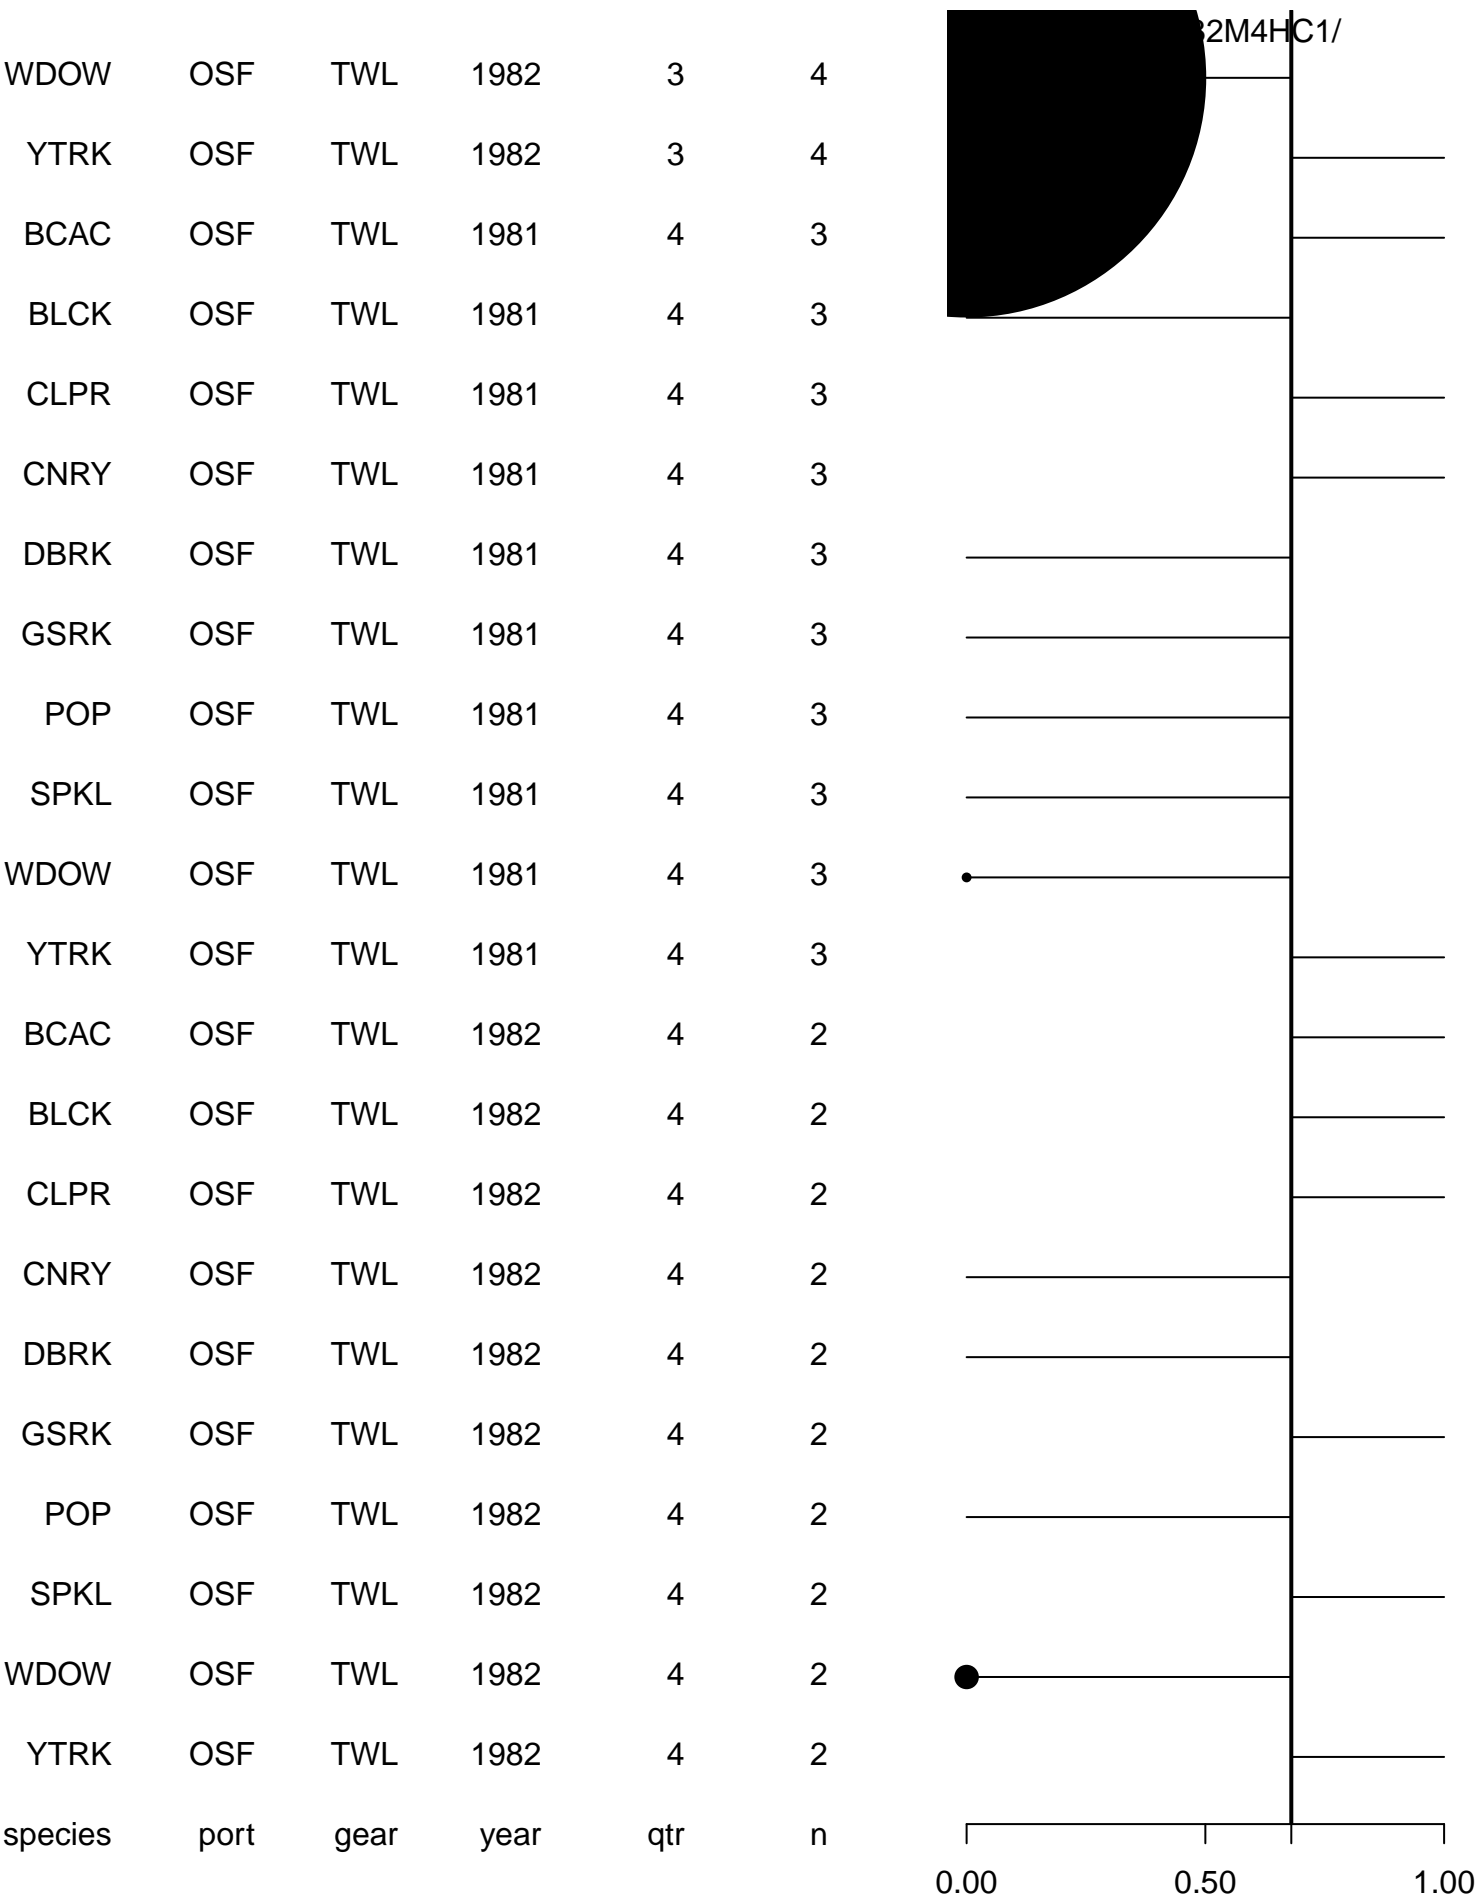 2M4HC1/
WDOW OSF TWL 1982 3 4
YTRK OSF TWL 1982 3 4
BCAC OSF TWL 1981 4 3
BLCK OSF TWL 1981 4 3
CLPR OSF TWL 1981 4 3
CNRY OSF TWL 1981 4 3
DBRK OSF TWL 1981 4 3
GSRK OSF TWL 1981 4 3
POP OSF TWL 1981 4 3
SPKL OSF TWL 1981 4 3
WDOW OSF TWL 1981 4 3
YTRK OSF TWL 1981 4 3
BCAC OSF TWL 1982 4 2
BLCK OSF TWL 1982 4 2
CLPR OSF TWL 1982 4 2
CNRY OSF TWL 1982 4 2
DBRK OSF TWL 1982 4 2
GSRK OSF TWL 1982 4 2
POP OSF TWL 1982 4 2
SPKL OSF TWL 1982 4 2
WDOW OSF TWL 1982 4 2
YTRK OSF TWL 1982 4 2
species port gear year qtr n
0.00 0.50 1.00